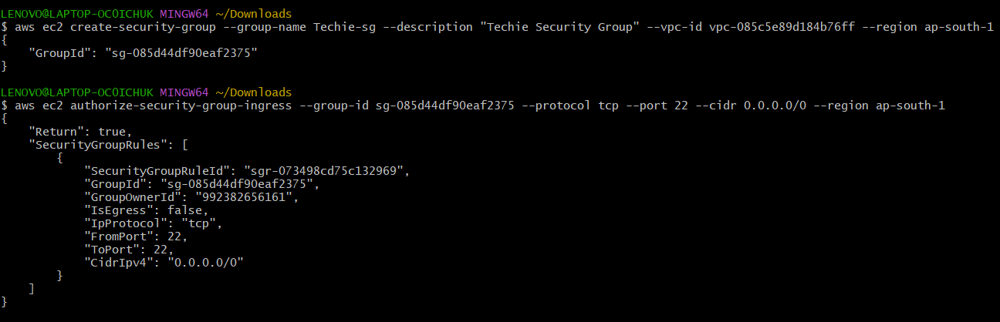 LENOVO@LAPTOP-OC0ICHUK MINGW64 ~/Downloads
$ aws ec2 create-security-group --group-name Techie-sg --description "Techie Security Group" --vpc-id vpc-085c5e89d184b76ff --region ap-south-1
{
    "GroupId": "sg-085d44df90eaf2375"
}

LENOVO@LAPTOP-OC0ICHUK MINGW64 ~/Downloads
$ aws ec2 authorize-security-group-ingress --group-id sg-085d44df90eaf2375 --protocol tcp --port 22 --cidr 0.0.0.0/0 --region ap-south-1
{
    "Return": true,
    "SecurityGroupRules": [
        {
            "SecurityGroupRuleId": "sgr-073498cd75c132969",
            "GroupId": "sg-085d44df90eaf2375",
            "GroupOwnerId": "992382656161",
            "IsEgress": false,
            "IpProtocol": "tcp",
            "FromPort": 22,
            "ToPort": 22,
            "CidrIpv4": "0.0.0.0/0"
        }
    ]
}